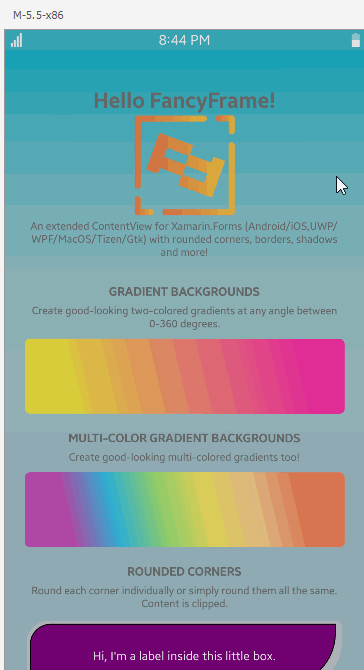 M-5.5-x86
8:44 PM
Hello FancyFrame!
An extended ContentView for Xamarin.Forms (Android/iOS,UWP/
WPF/MacOS/Tizen/Gtk) with rounded corners, borders, shadows
and more!
GRADIENT BACKGROUNDS
Create good-looking two-colored gradients at any angle between
0-360 degrees.
MULTI-COLOR GRADIENT BACKGROUNDS
Create good-looking multi-colored gradients too!
ROUNDED CORNERS
Round each corner individually or simply round them all the same.
Content is clipped.
Hi, I'm a label inside this little box.